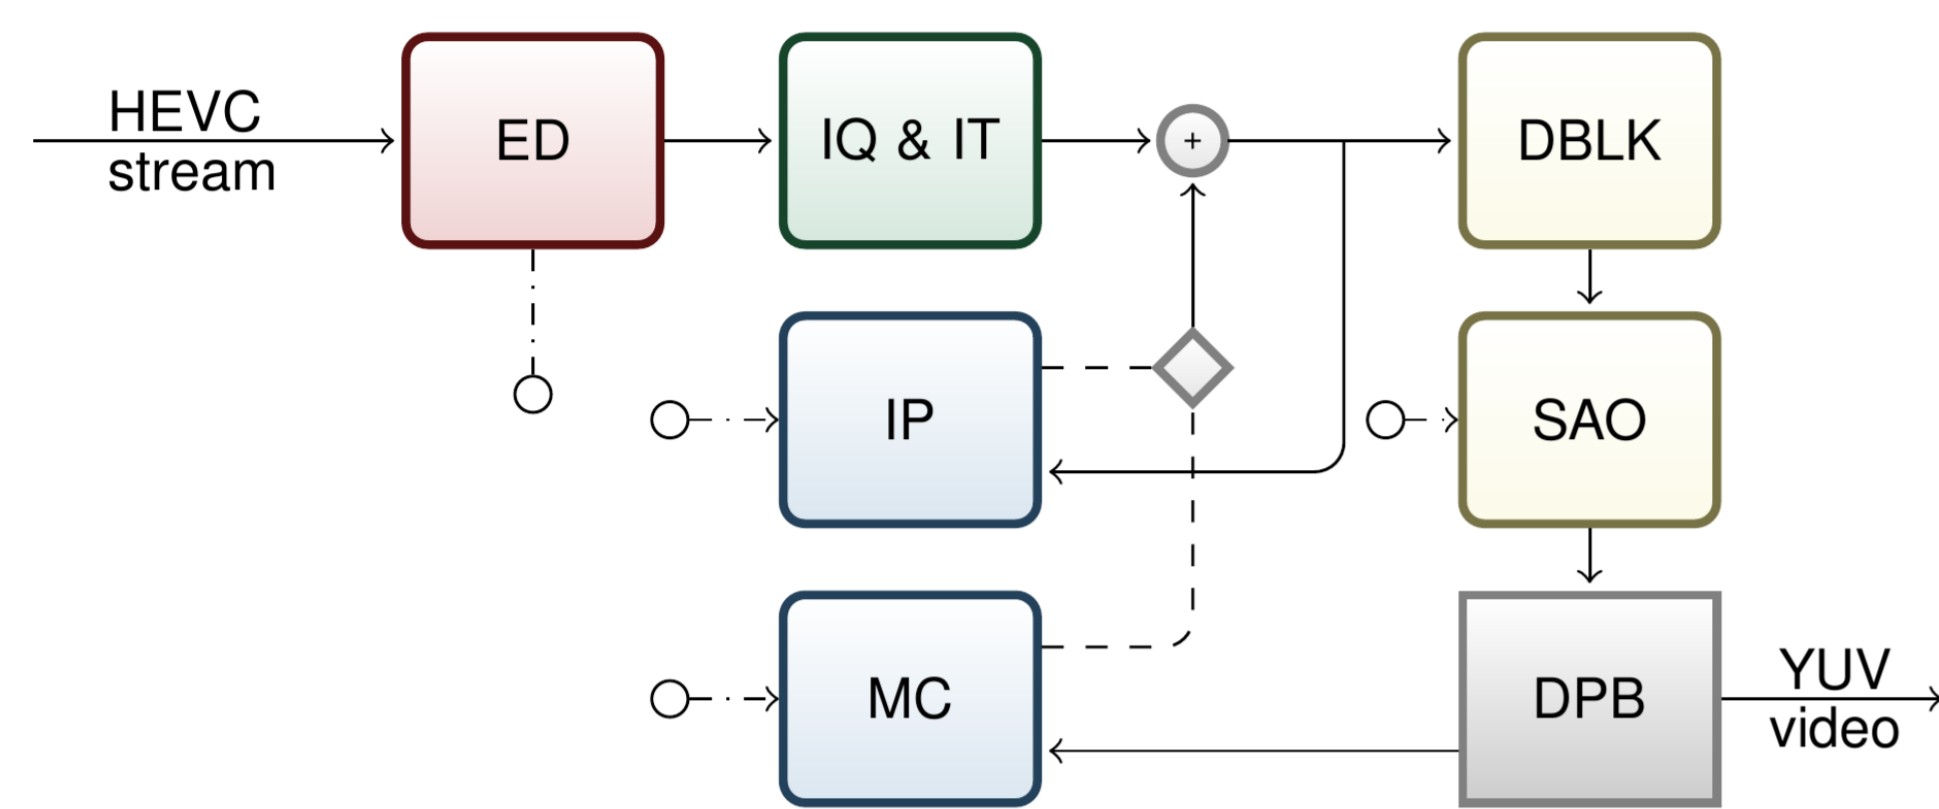 HEVC
stream
ED
IQ & IT
+
DBLK
IP
SAO
MC
DPB
YUV
video